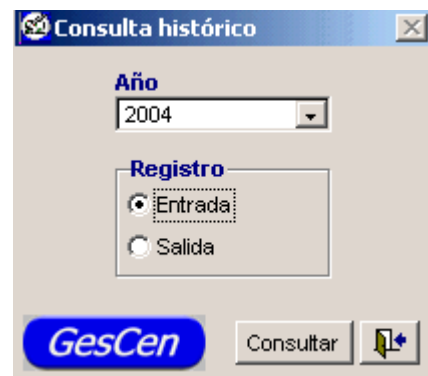 Consulta histórico
Año
2004
Registro
Entrada
Salida
GesCen
Consultar